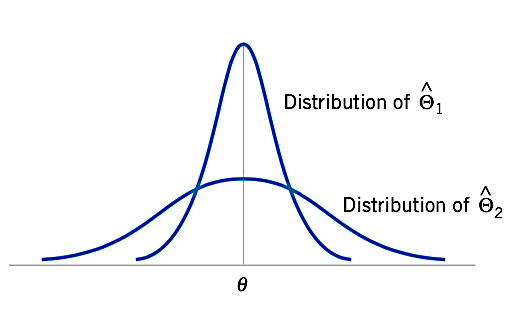 Distribution of Θ̂₁
Distribution of Θ̂₂
θ